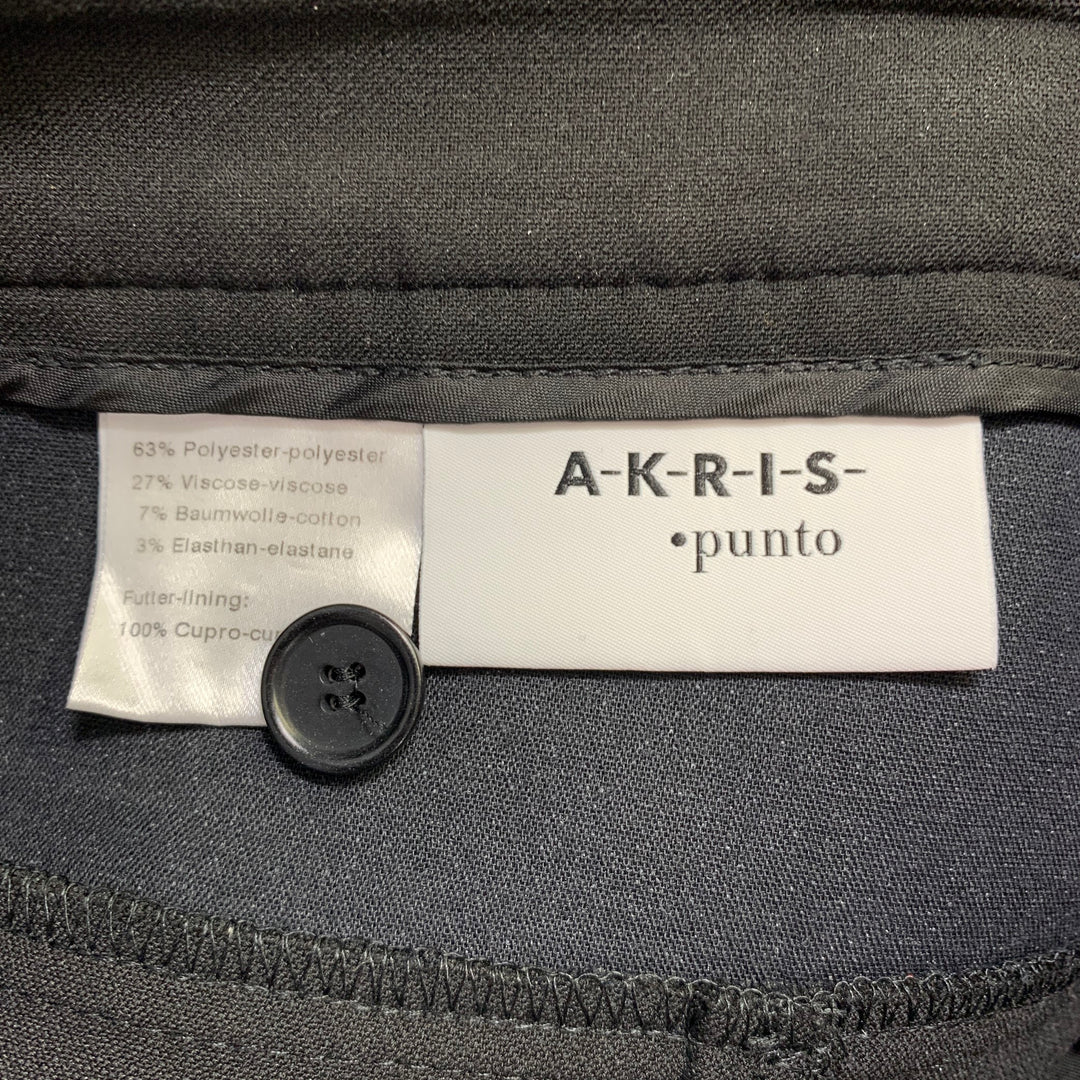 63% Polyester-polyester
27% Viscose-viscose
7% Baumwolle-cotton
3% Elasthan-elastane
Futter-lining:
100% Cupro-cu
A-K-R-I-S-
•punto